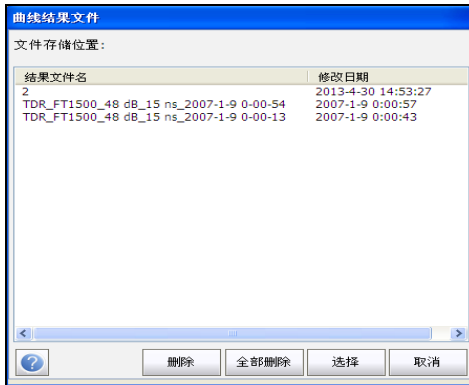 曲线结果文件
文件存储位置:
结果文件名 修改日期
2 2013-4-30 14:53:27
TDR_FT1500_48 dB_15 ns_2007-1-9 0-00-54 2007-1-9 0:00:57
TDR_FT1500_48 dB_15 ns_2007-1-9 0-00-13 2007-1-9 0:00:43
? 删除 全部删除 选择 取消